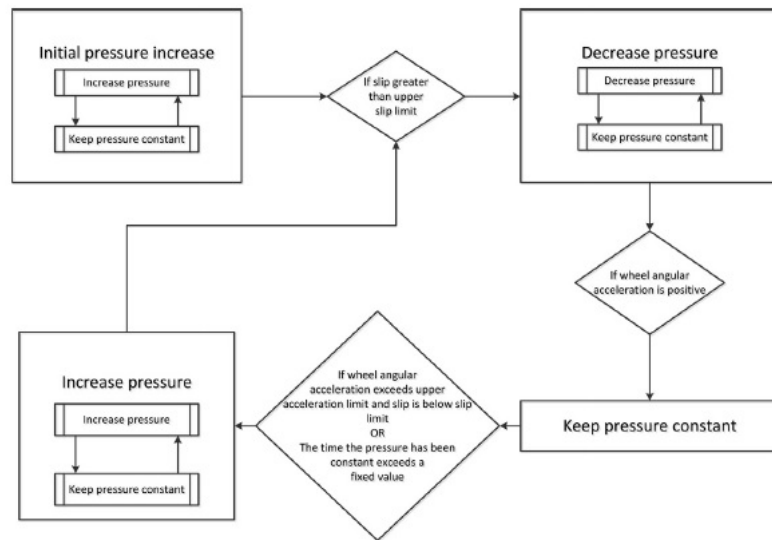 Initial pressure increase
Increase pressure
Keep pressure constant
If slip greater
than upper
slip limit
Decrease pressure
Decrease pressure
Keep pressure constant
If wheel angular
acceleration is positive
Keep pressure constant
If wheel angular
acceleration exceeds upper
acceleration limit and slip is below slip
limit
OR
The time the pressure has been
constant exceeds a
fixed value
Increase pressure
Increase pressure
Keep pressure constant